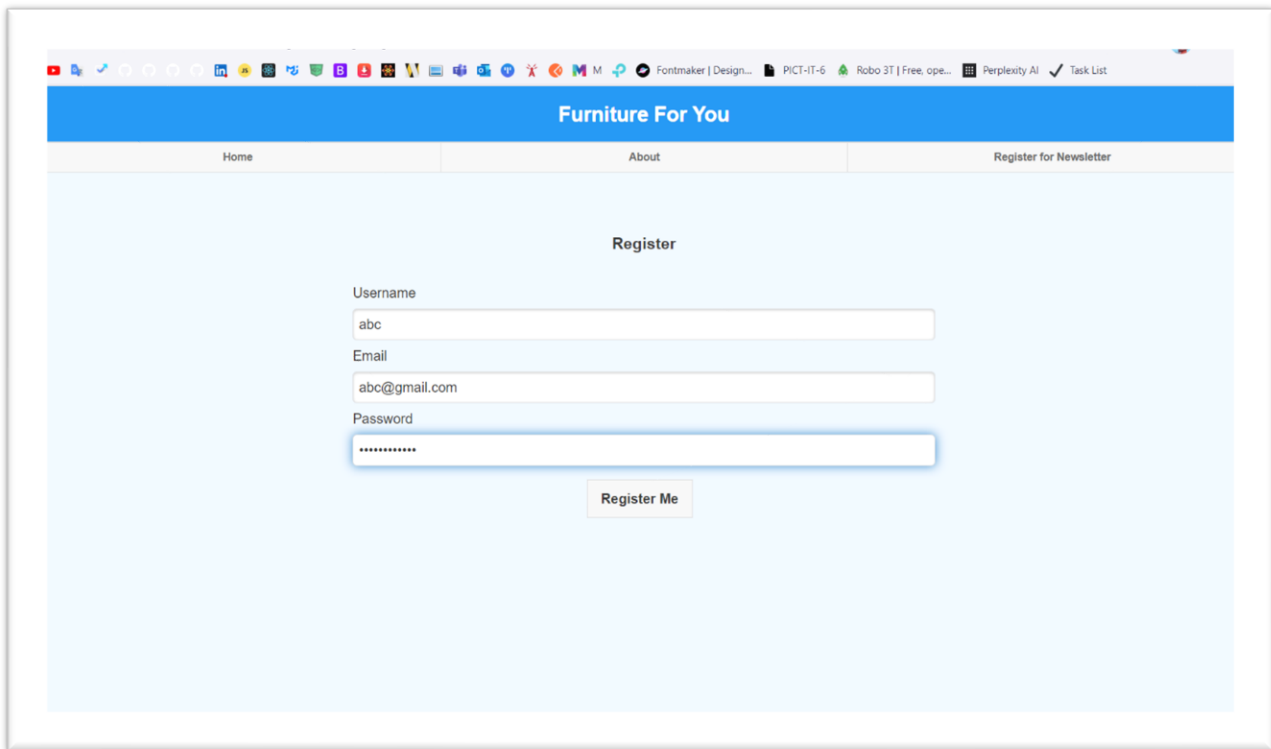 M Fontmaker | Design... PICT-IT-6 Robo 3T | Free, ope... Perplexity AI Task List
Furniture For You
Home About Register for Newsletter
Register
Username
abc
Email
abc@gmail.com
Password
••••••••••••
Register Me